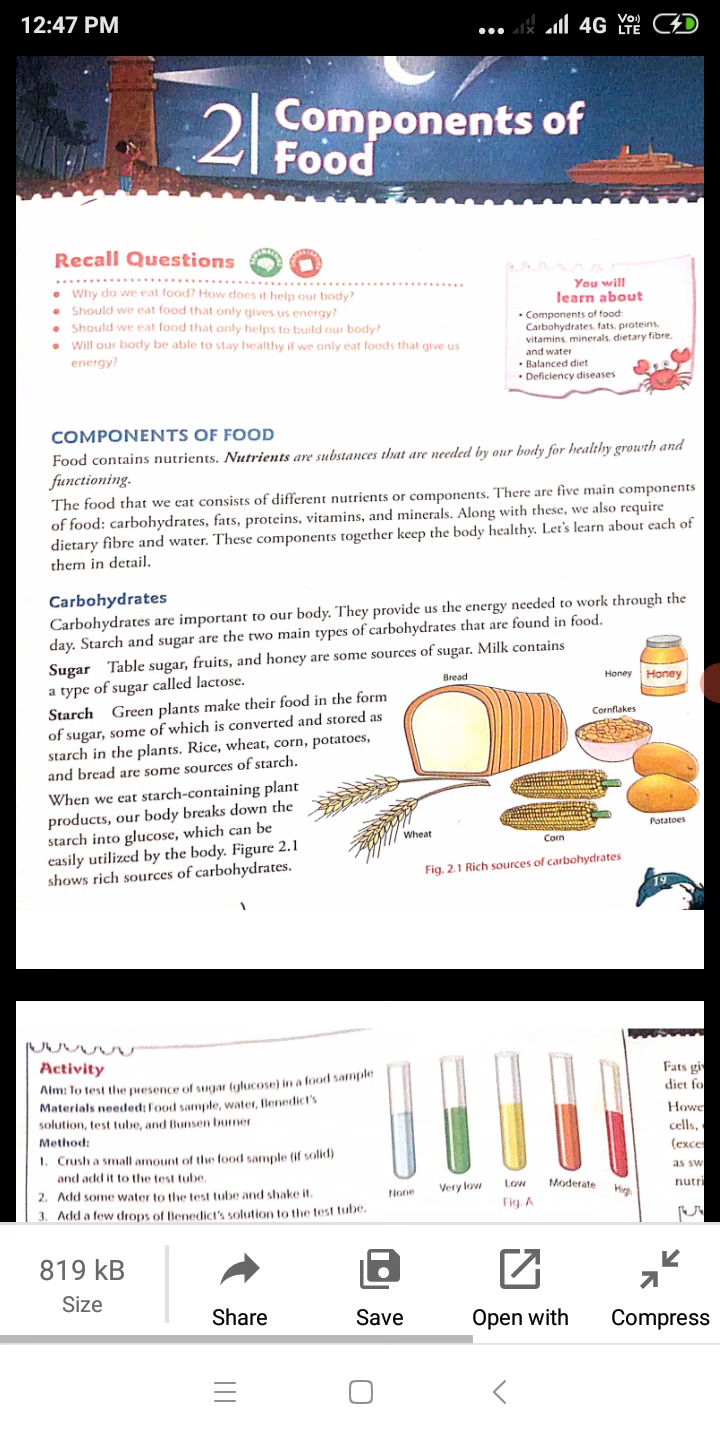 12:47 PM
4G Vo)) LTE
2 Components of
Food
Recall Questions
• Why do we eat food? How does it help our body?
• Should we eat food that only gives us energy?
• Should we eat food that only helps to build our body?
• Will our body be able to stay healthy if we only eat foods that give us
energy?
You will
learn about
• Components of food:
Carbohydrates, fats, proteins,
vitamins, minerals, dietary fibre,
and water
• Balanced diet
• Deficiency diseases
COMPONENTS OF FOOD
Food contains nutrients. Nutrients are substances that are needed by our body for healthy growth and
functioning.
The food that we eat consists of different nutrients or components. There are five main components
of food: carbohydrates, fats, proteins, vitamins, and minerals. Along with these, we also require
dietary fibre and water. These components together keep the body healthy. Let's learn about each of
them in detail.
Carbohydrates
Carbohydrates are important to our body. They provide us the energy needed to work through the
day. Starch and sugar are the two main types of carbohydrates that are found in food.
Sugar Table sugar, fruits, and honey are some sources of sugar. Milk contains
a type of sugar called lactose.
Starch Green plants make their food in the form
of sugar, some of which is converted and stored as
starch in the plants. Rice, wheat, corn, potatoes,
and bread are some sources of starch.
When we eat starch-containing plant
products, our body breaks down the
starch into glucose, which can be
easily utilized by the body. Figure 2.1
shows rich sources of carbohydrates.
Bread
Honey
Honey
Cornflakes
Wheat
Corn
Potatoes
Fig. 2.1 Rich sources of carbohydrates
19
Activity
Aim: To test the presence of sugar (glucose) in a food sample
Materials needed: Food sample, water, Benedict's
solution, test tube, and Bunsen burner
Method:
1. Crush a small amount of the food sample (if solid)
and add it to the test tube.
2. Add some water to the test tube and shake it.
3. Add a few drops of Benedict's solution to the test tube.
None
Very low
Low
Moderate
High
Fig. A
Fats gi
diet fo
Howe
cells,
(exce
as sw
nutri
819 kB
Size
Share
Save
Open with
Compress